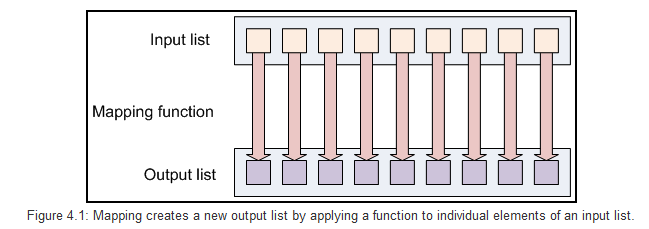 Input list
Mapping function
Output list
Figure 4.1: Mapping creates a new output list by applying a function to individual elements of an input list.